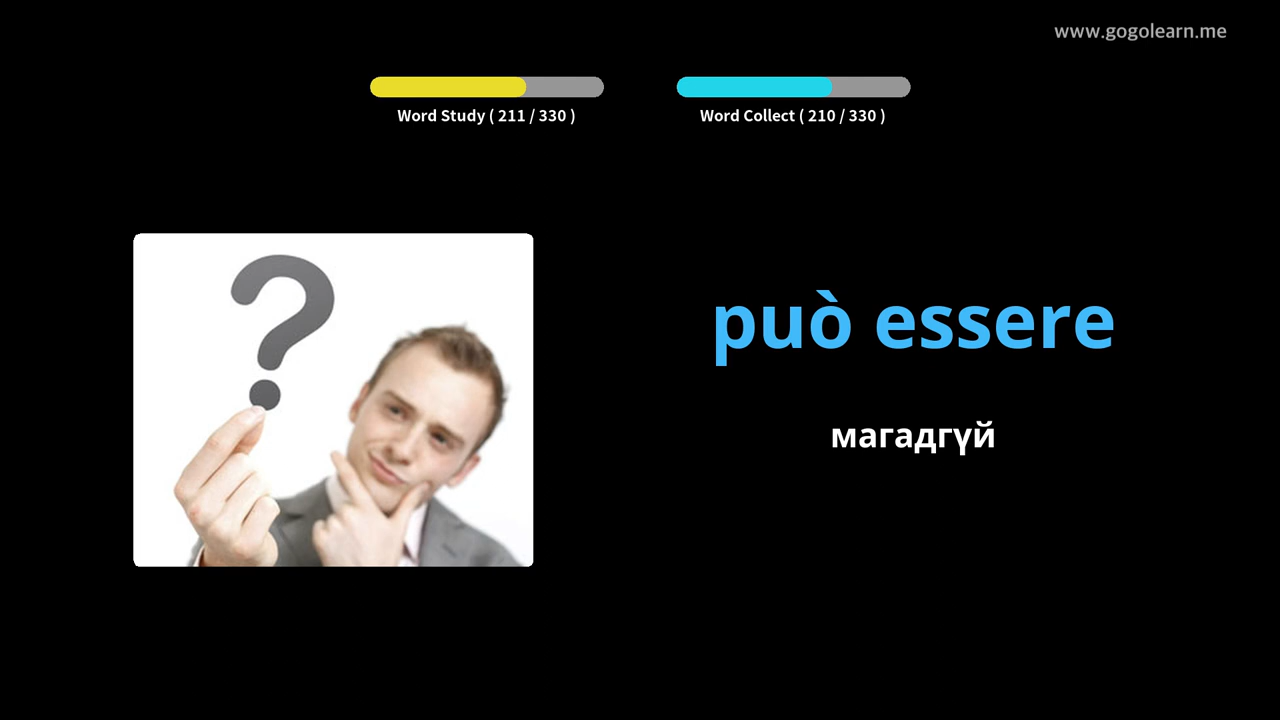 www.gogolearn.me
Word Study ( 211 / 330 )
Word Collect ( 210 / 330 )
può essere
магадгүй